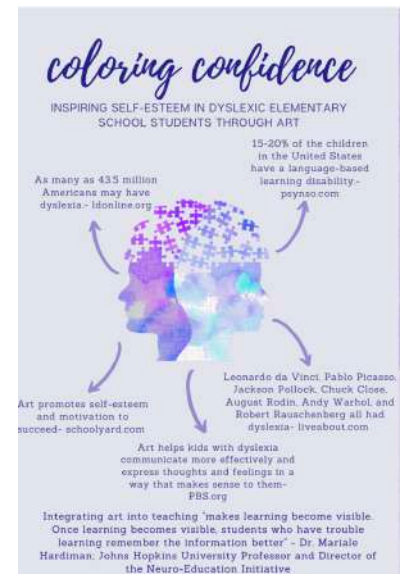 coloring confidence
INSPIRING SELF-ESTEEM IN DYSLEXIC ELEMENTARY
SCHOOL STUDENTS THROUGH ART
15-20% of the children
in the United States
have a language-based
learning disability-
psynso.com
As many as 43.5 million
Americans may have
dyslexia.- ldonline.org
Leonardo da Vinci, Pablo Picasso,
Jackson Pollock, Chuck Close,
August Rodin, Andy Warhol, and
Robert Rauschenberg all had
dyslexia- liveabout.com
Art promotes self-esteem
and motivation to
succeed- schoolyard.com
Art helps kids with dyslexia
communicate more effectively and
express thoughts and feelings in a
way that makes sense to them-
PBS.org
Integrating art into teaching "makes learning become visible.
Once learning becomes visible, students who have trouble
learning remember the information better" - Dr. Mariale
Hardiman; Johns Hopkins University Professor and Director of
the Neuro-Education Initiative